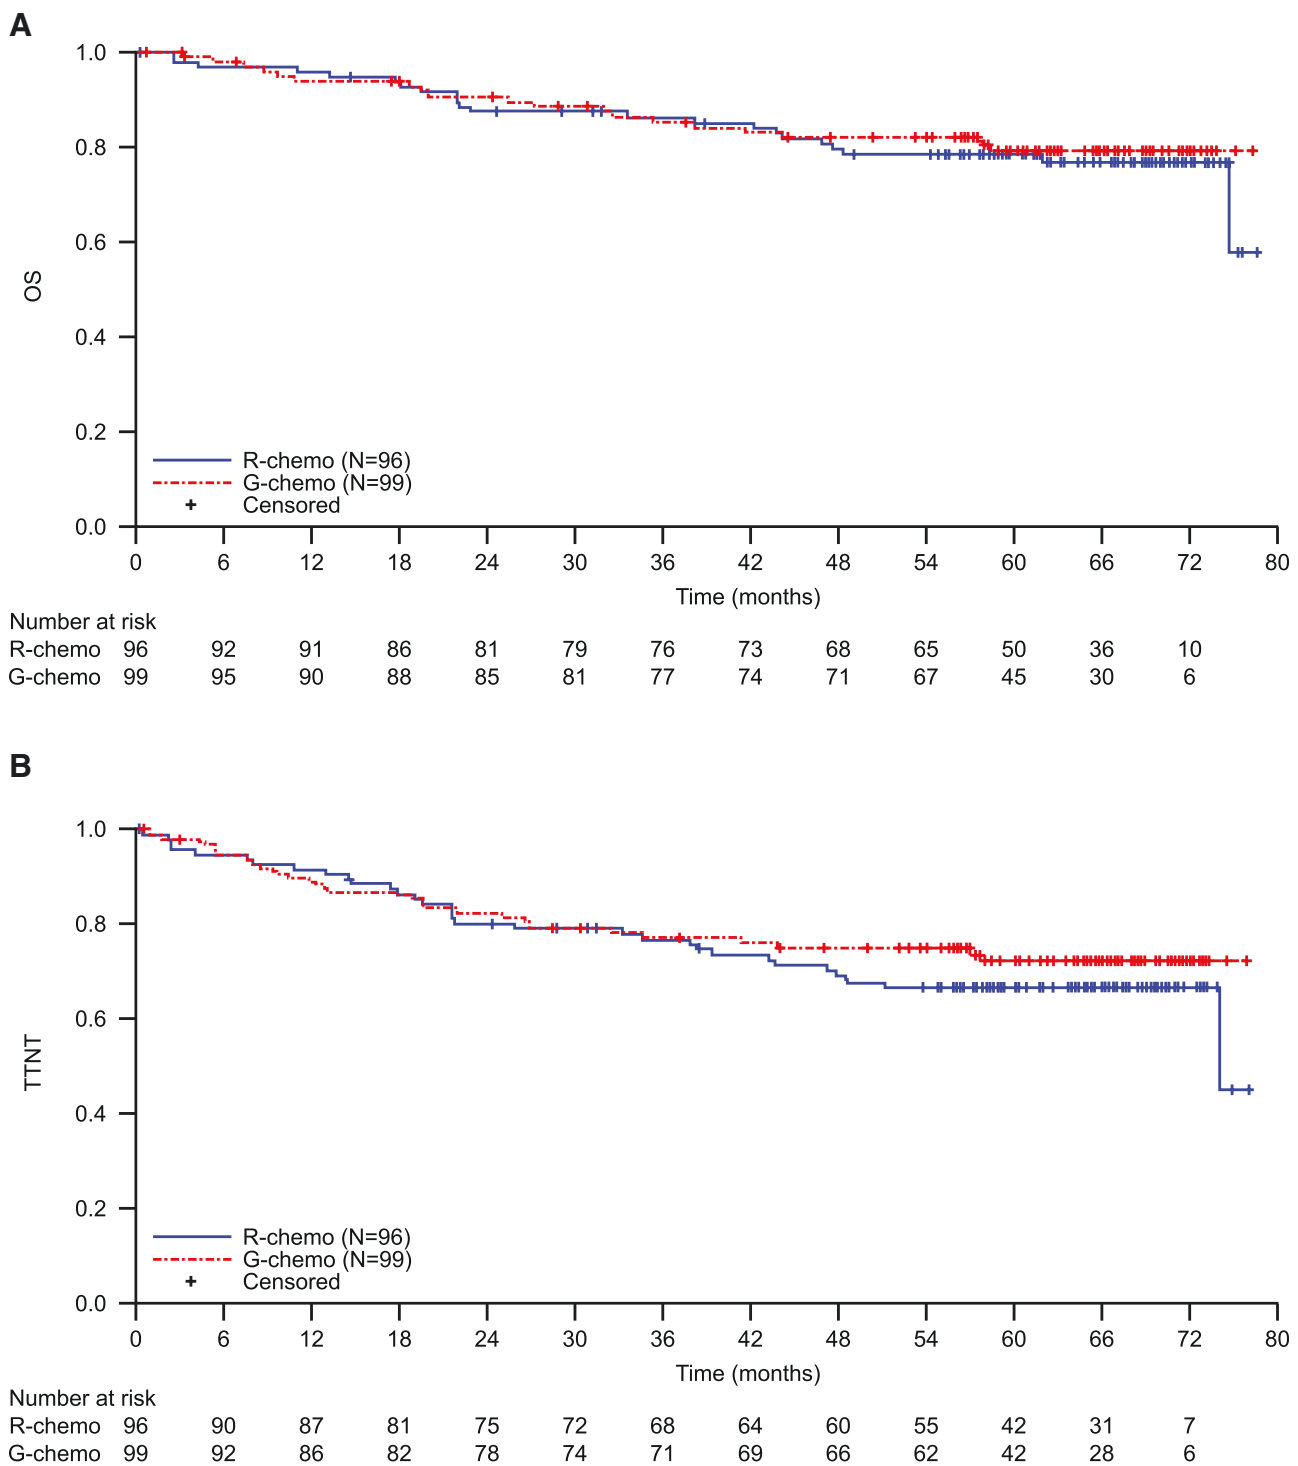 A
1.0
0.8
0.6
0.4
0.2
0.0
OS
R-chemo (N=96)
G-chemo (N=99)
Censored
0 6 12 18 24 30 36 42 48 54 60 66 72 80
Time (months)
Number at risk
R-chemo 96 92 91 86 81 79 76 73 68 65 50 36 10
G-chemo 99 95 90 88 85 81 77 74 71 67 45 30 6
B
1.0
0.8
0.6
0.4
0.2
0.0
TTNT
R-chemo (N=96)
G-chemo (N=99)
Censored
0 6 12 18 24 30 36 42 48 54 60 66 72 80
Time (months)
Number at risk
R-chemo 96 90 87 81 75 72 68 64 60 55 42 31 7
G-chemo 99 92 86 82 78 74 71 69 66 62 42 28 6